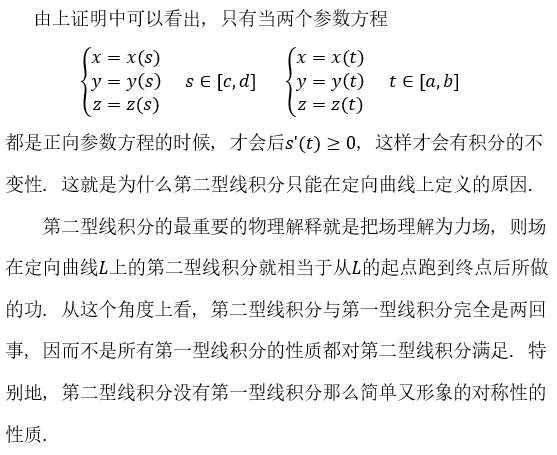 由上证明中可以看出, 只有当两个参数方程
{x = x(s) {x = x(t)
{y = y(s) s ∈ [c, d] {y = y(t) t ∈ [a, b]
{z = z(s) {z = z(t)
都是正向参数方程的时候, 才会后s'(t) ≥ 0, 这样才会有积分的不
变性. 这就是为什么第二型线积分只能在定向曲线上定义的原因.
第二型线积分的最重要的物理解释就是把场理解为力场, 则场
在定向曲线L上的第二型线积分就相当于从L的起点跑到终点后所做
的功. 从这个角度上看, 第二型线积分与第一型线积分完全是两回
事, 因而不是所有第一型线积分的性质都对第二型线积分满足. 特
别地, 第二型线积分没有第一型线积分那么简单又形象的对称性的
性质.